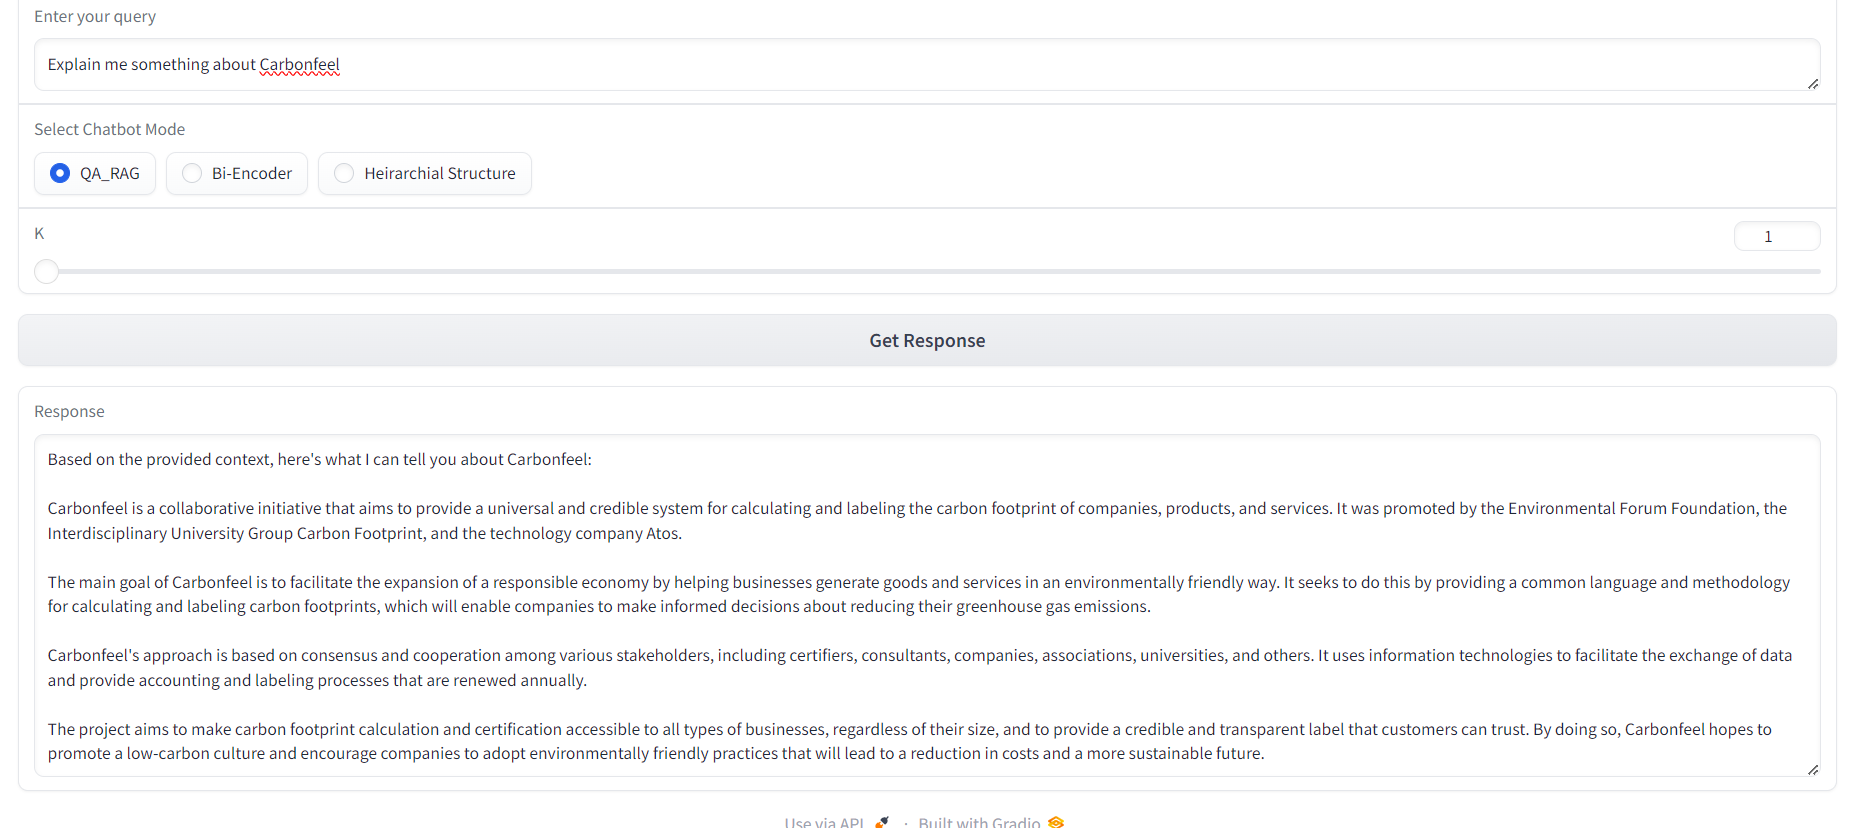 Enter your query
Explain me something about Carbonfeel
Select Chatbot Mode
QA_RAG Bi-Encoder Heirarchial Structure
K 1
Get Response
Response
Based on the provided context, here's what I can tell you about Carbonfeel:
Carbonfeel is a collaborative initiative that aims to provide a universal and credible system for calculating and labeling the carbon footprint of companies, products, and services. It was promoted by the Environmental Forum Foundation, the
Interdisciplinary University Group Carbon Footprint, and the technology company Atos.
The main goal of Carbonfeel is to facilitate the expansion of a responsible economy by helping businesses generate goods and services in an environmentally friendly way. It seeks to do this by providing a common language and methodology
for calculating and labeling carbon footprints, which will enable companies to make informed decisions about reducing their greenhouse gas emissions.
Carbonfeel's approach is based on consensus and cooperation among various stakeholders, including certifiers, consultants, companies, associations, universities, and others. It uses information technologies to facilitate the exchange of data
and provide accounting and labeling processes that are renewed annually.
The project aims to make carbon footprint calculation and certification accessible to all types of businesses, regardless of their size, and to provide a credible and transparent label that customers can trust. By doing so, Carbonfeel hopes to
promote a low-carbon culture and encourage companies to adopt environmentally friendly practices that will lead to a reduction in costs and a more sustainable future.
Use via API · Built with Gradio